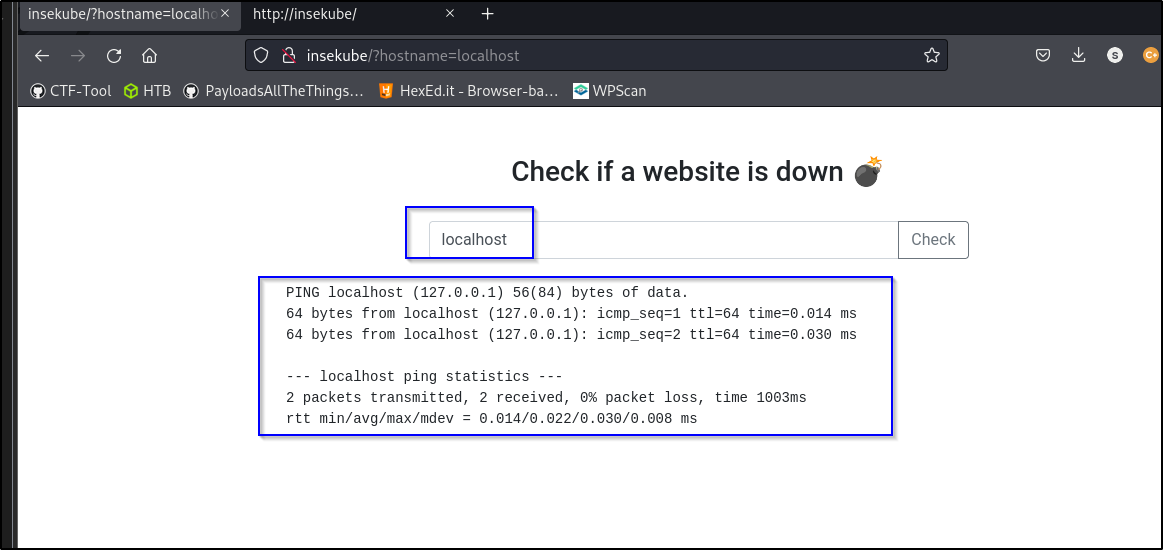 insekube/?hostname=localho
http://insekube/
insekube/?hostname=localhost
CTF-Tool HTB PayloadsAllTheThings... HexEd.it - Browser-ba... WPScan
S
C+
Check if a website is down 💣
localhost Check
PING localhost (127.0.0.1) 56(84) bytes of data.
64 bytes from localhost (127.0.0.1): icmp_seq=1 ttl=64 time=0.014 ms
64 bytes from localhost (127.0.0.1): icmp_seq=2 ttl=64 time=0.030 ms
--- localhost ping statistics ---
2 packets transmitted, 2 received, 0% packet loss, time 1003ms
rtt min/avg/max/mdev = 0.014/0.022/0.030/0.008 ms